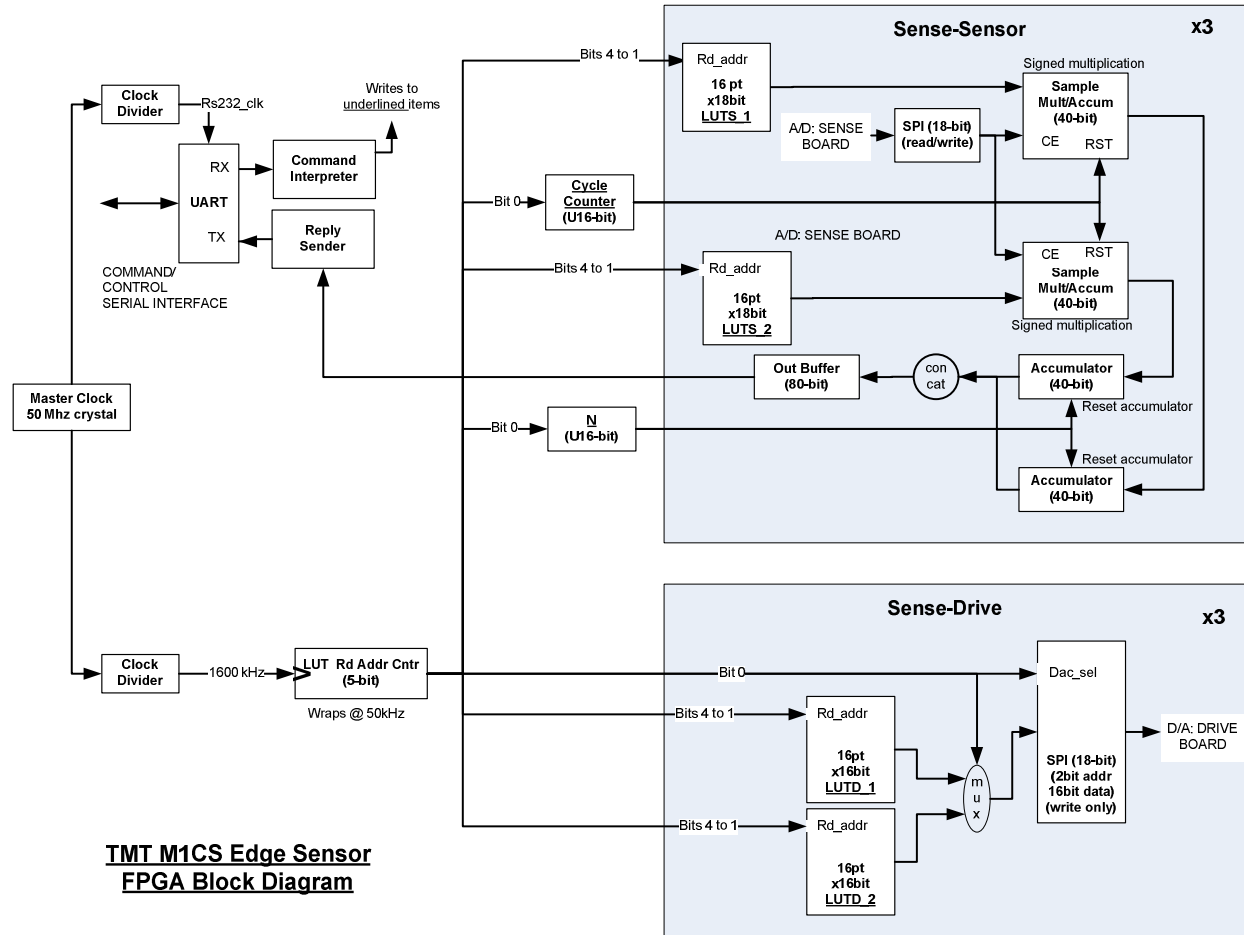 Sense-Sensor
x3
Bits 4 to 1
Rd_addr
16 pt
x18bit
LUTS_1
Signed multiplication
Sample
Mult/Accum
(40-bit)
CE
RST
A/D: SENSE
BOARD
SPI (18-bit)
(read/write)
Clock
Divider
Rs232_clk
Writes to
underlined items
RX
UART
TX
Command
Interpreter
Reply
Sender
COMMAND/
CONTROL
SERIAL INTERFACE
Bit 0
Cycle
Counter
(U16-bit)
A/D: SENSE BOARD
Bits 4 to 1
Rd_addr
16pt
x18bit
LUTS_2
CE
RST
Sample
Mult/Accum
(40-bit)
Signed multiplication
Out Buffer
(80-bit)
con
cat
Accumulator
(40-bit)
Reset accumulator
Master Clock
50 Mhz crystal
Bit 0
N
(U16-bit)
Reset accumulator
Accumulator
(40-bit)
Sense-Drive
x3
Clock
Divider
1600 kHz
LUT Rd Addr Cntr
(5-bit)
Wraps @ 50kHz
Bit 0
Dac_sel
Bits 4 to 1
Rd_addr
16pt
x16bit
LUTD_1
m
u
x
SPI (18-bit)
(2bit addr
16bit data)
(write only)
D/A: DRIVE
BOARD
Bits 4 to 1
Rd_addr
16pt
x16bit
LUTD_2
TMT M1CS Edge Sensor
FPGA Block Diagram